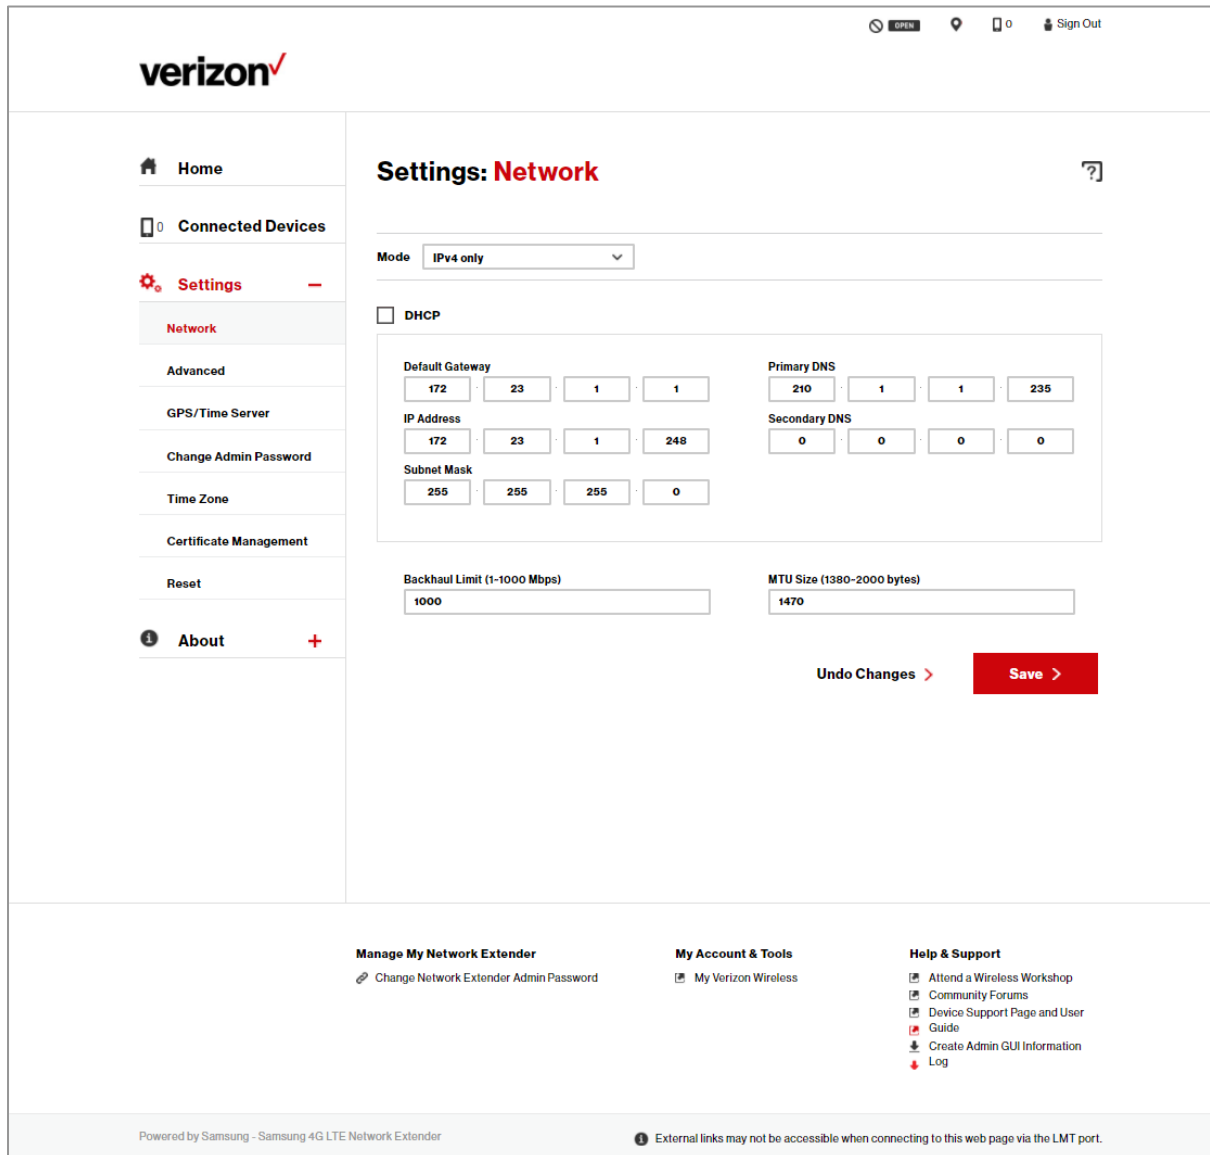 OPEN
0
Sign Out
verizon
Home
0 Connected Devices
Settings
Network
Advanced
GPS/Time Server
Change Admin Password
Time Zone
Certificate Management
Reset
About
Settings: Network
Mode IPv4 only
DHCP
Default Gateway
172 . 23 . 1 . 1
IP Address
172 . 23 . 1 . 248
Subnet Mask
255 . 255 . 255 . 0
Primary DNS
210 . 1 . 1 . 235
Secondary DNS
0 . 0 . 0 . 0
Backhaul Limit (1-1000 Mbps)
1000
MTU Size (1380-2000 bytes)
1470
Undo Changes
Save
Manage My Network Extender
Change Network Extender Admin Password
My Account & Tools
My Verizon Wireless
Help & Support
Attend a Wireless Workshop
Community Forums
Device Support Page and User
Guide
Create Admin GUI Information
Log
Powered by Samsung - Samsung 4G LTE Network Extender
External links may not be accessible when connecting to this web page via the LMT port.